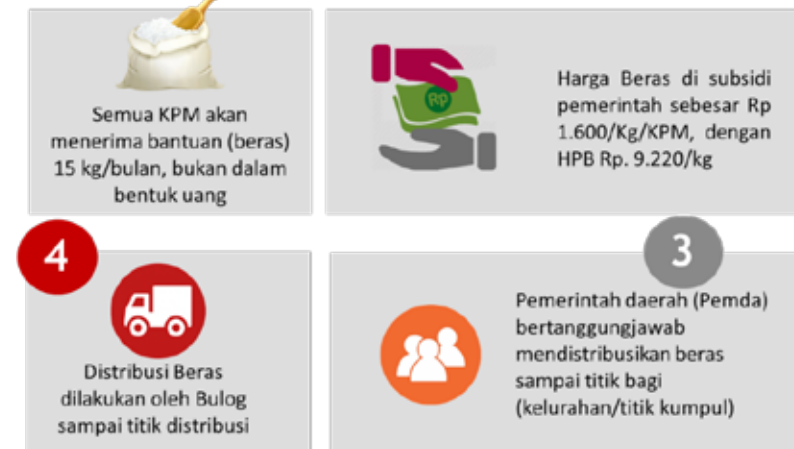 Semua KPM akan
menerima bantuan (beras)
15 kg/bulan, bukan dalam
bentuk uang
Rp
Harga Beras di subsidi
pemerintah sebesar Rp
1.600/Kg/KPM, dengan
HPB Rp. 9.220/kg
4
Distribusi Beras
dilakukan oleh Bulog
sampai titik distribusi
3
Pemerintah daerah (Pemda)
bertanggungjawab
mendistribusikan beras
sampai titik bagi
(kelurahan/titik kumpul)